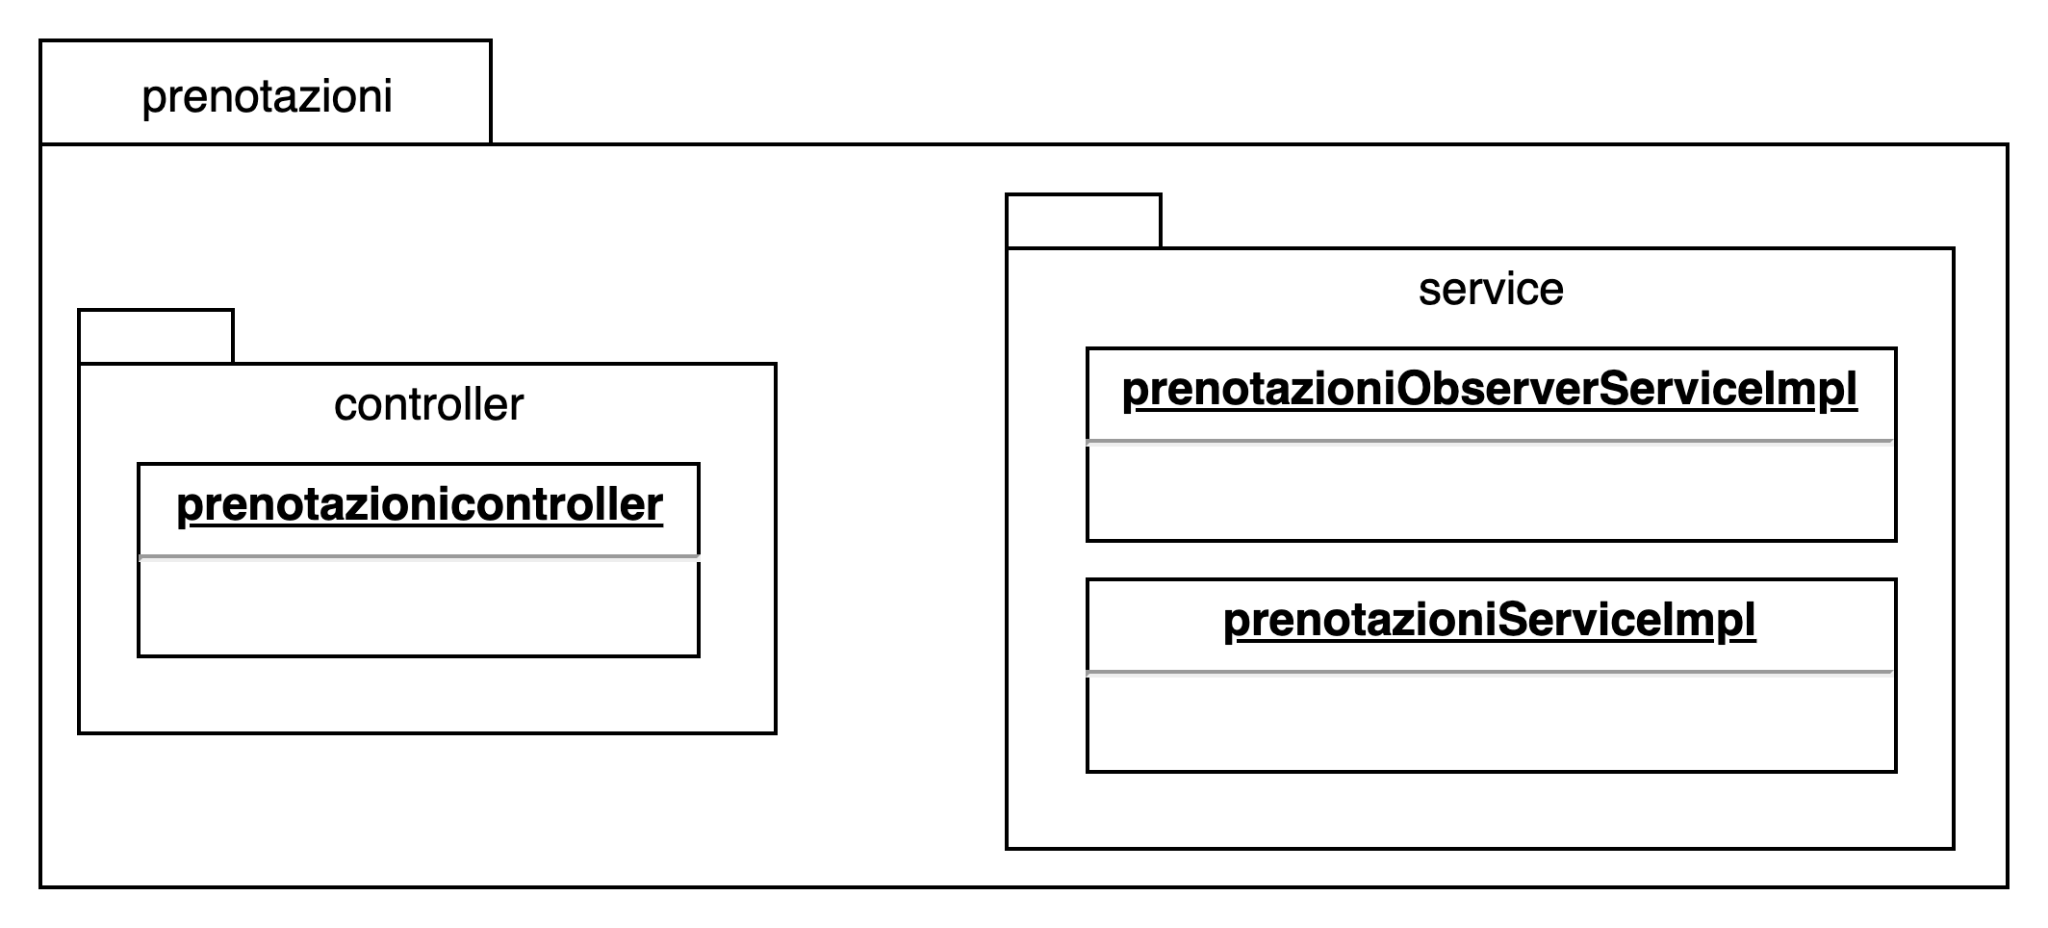 prenotazioni
controller
prenotazionicontroller
service
prenotazioniObserverServiceImpl
prenotazioniServiceImpl